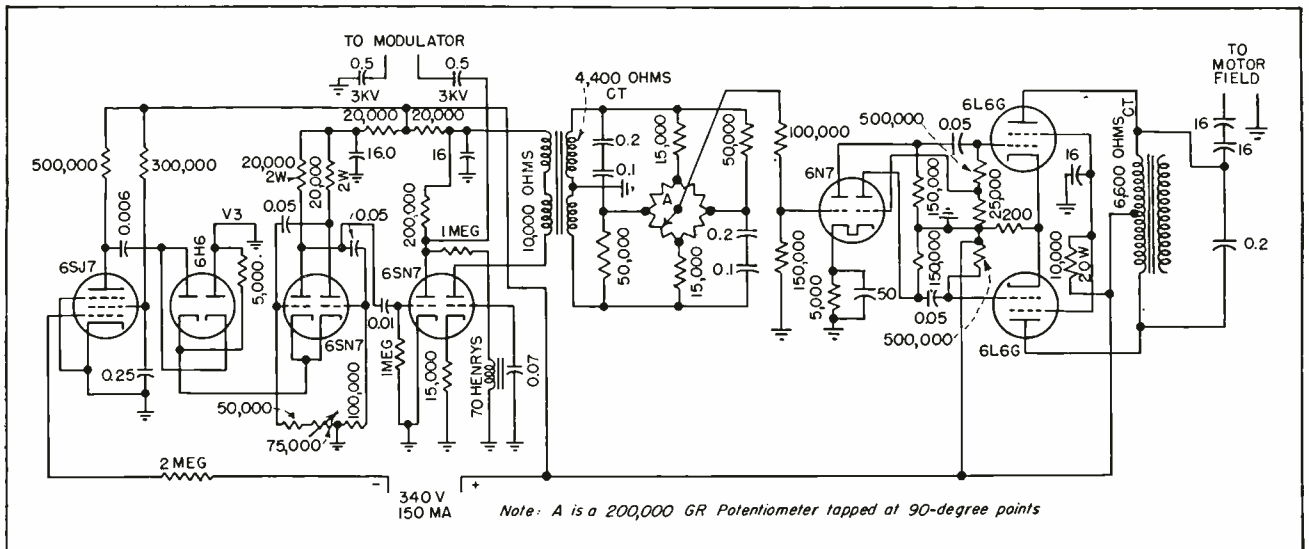 TO MODULATOR
0.5
3KV
0.5
3KV
20,000
20,000
500,000
300,000
0.006
V3
6H6
5,000
6SJ7
0.25
20,000
2W
20,000
2W
16.0
16
0.05
0.05
6SN7
0.01
200,000
1 MEG
6SN7
1MEG
15,000
70 HENRYS
0.07
50,000
75,000
100,000
2 MEG
-
+
340 V
150 MA
10,000 OHMS
4,400 OHMS
CT
0.2
0.1
50,000
15,000
A
15,000
50,000
0.2
0.1
100,000
150,000
6N7
5,000
50
0.05
500,000
150,000
25,000
150,000
200
0.05
500,000
6L6G
6L6G
16
10,000
20W
6,600 OHMS
CT
TO
MOTOR
FIELD
16
16
0.2
Note: A is a 200,000 GR Potentiometer tapped at 90-degree points